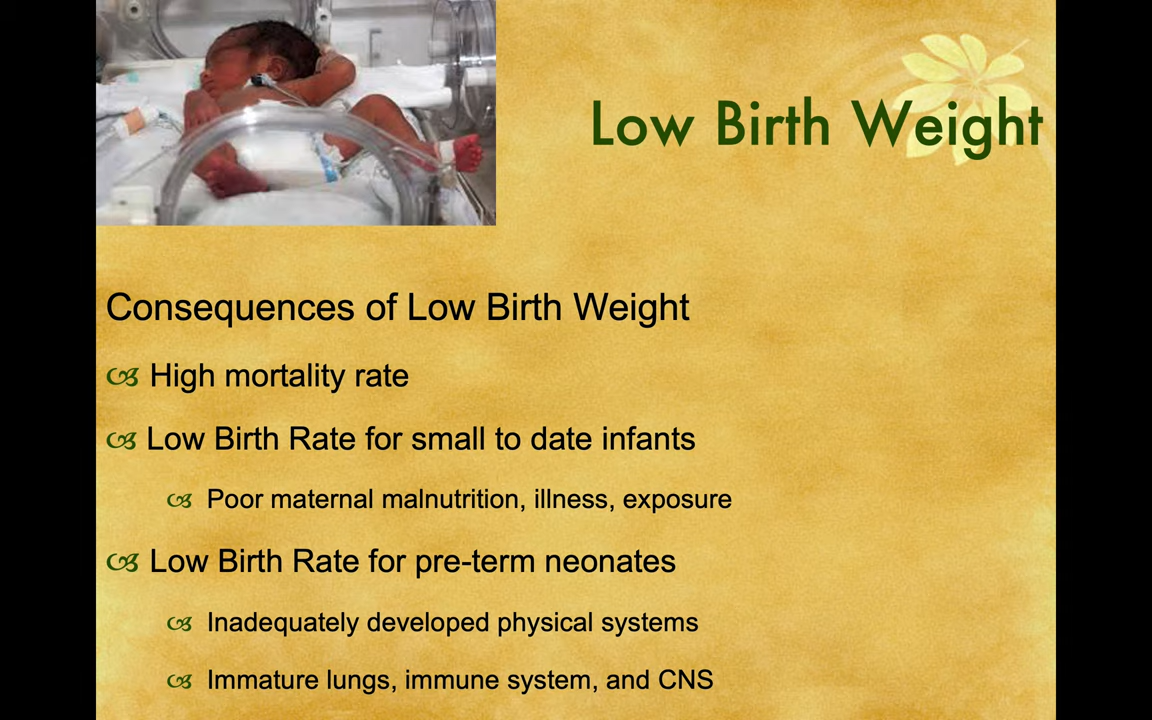 Low Birth Weight
Consequences of Low Birth Weight
High mortality rate
Low Birth Rate for small to date infants
Poor maternal malnutrition, illness, exposure
Low Birth Rate for pre-term neonates
Inadequately developed physical systems
Immature lungs, immune system, and CNS